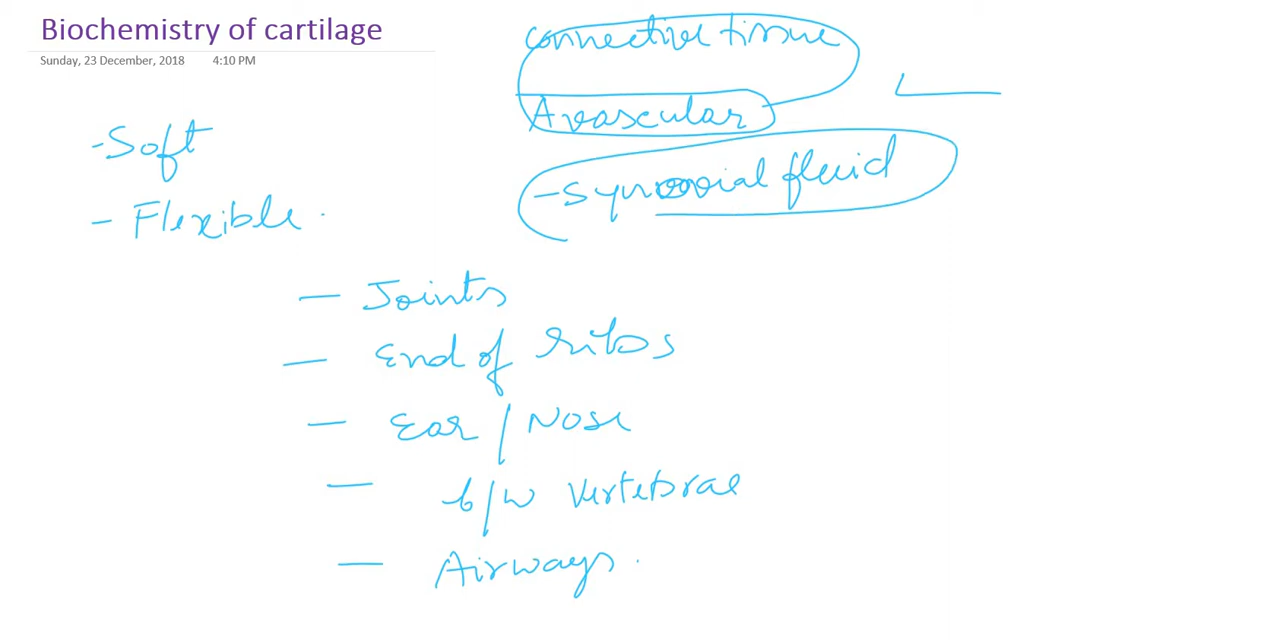 Biochemistry of cartilage
Sunday, 23 December, 2018 4:10 PM
connective tissue
Avascular
- Synovial fluid
- Soft
- Flexible.
- Joints
- End of ribs
- Ear / Nose
- b/w vertebrae
- Airways.